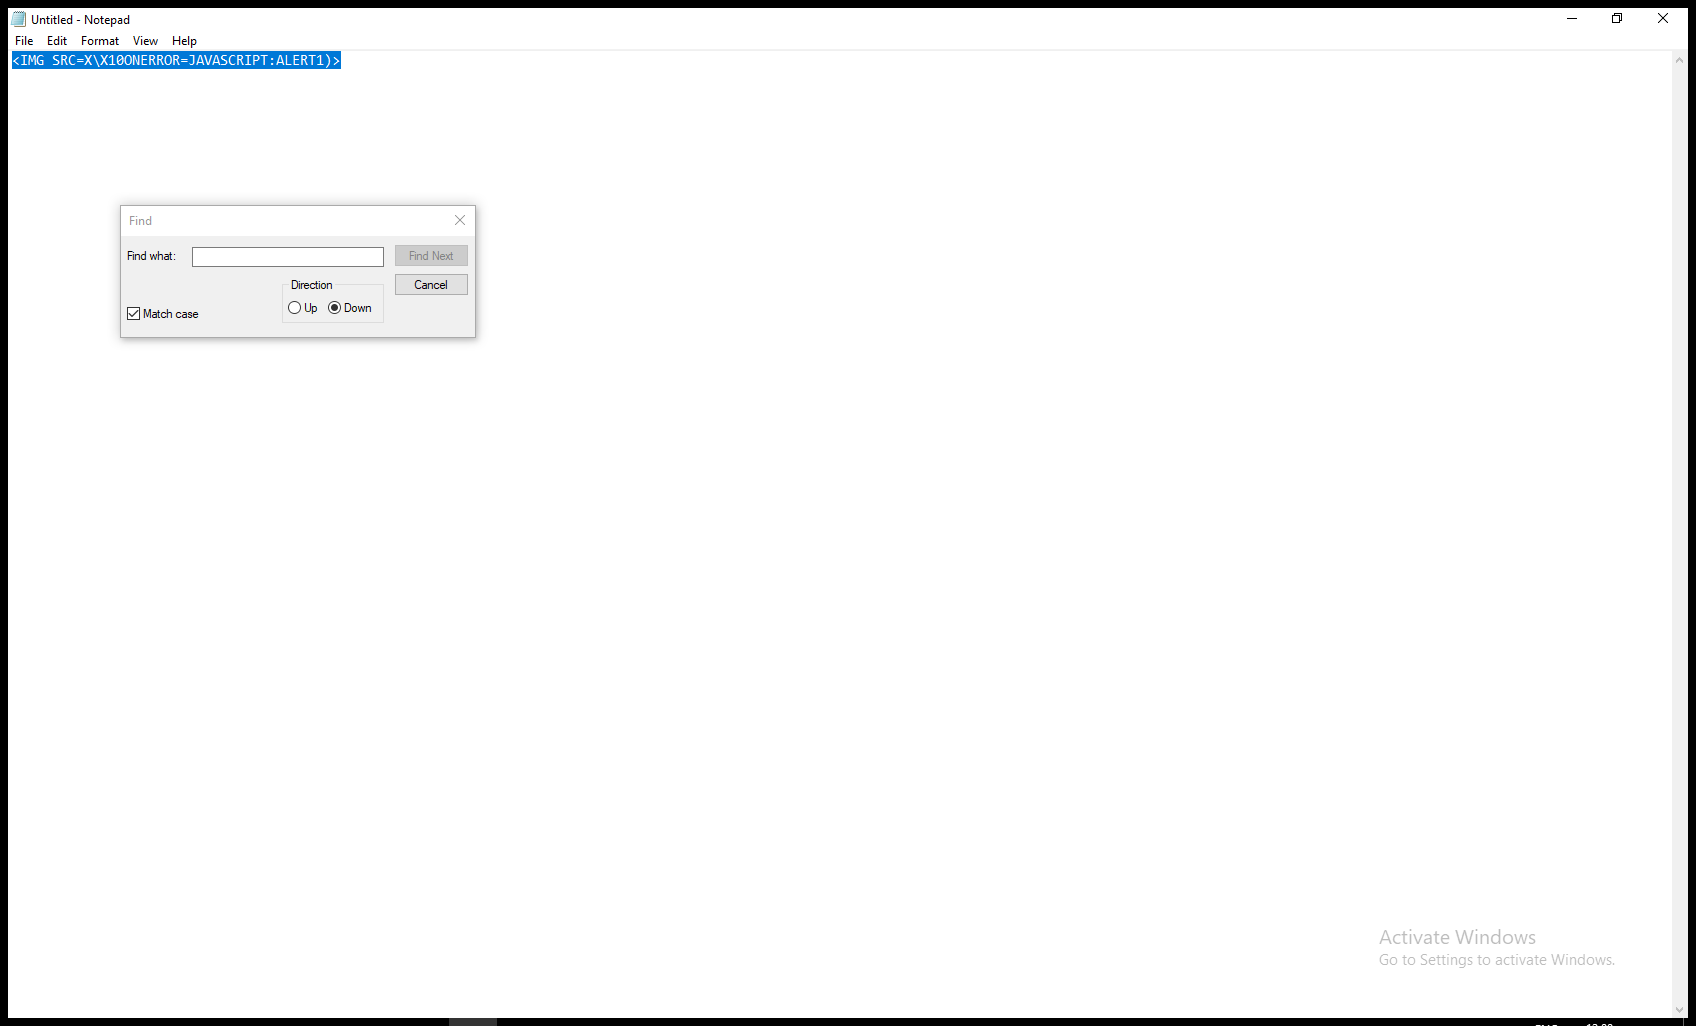 Untitled - Notepad
File Edit Format View Help
<IMG SRC=X\X10ONERROR=JAVASCRIPT:ALERT1)>
Find
Find what:
Find Next
Direction
Cancel
Up Down
Match case
Activate Windows
Go to Settings to activate Windows.